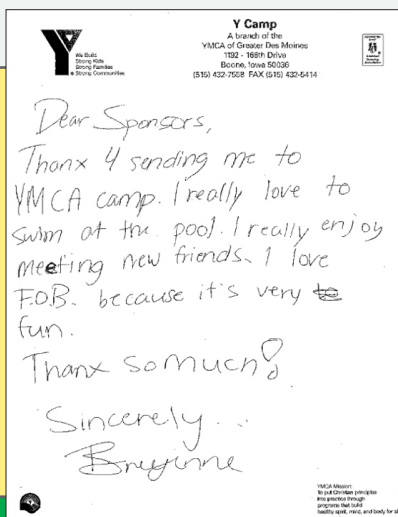 Y Camp
A branch of the
YMCA of Greater Des Moines
1192 - 166th Drive
Boone, Iowa 50036
(515) 432-7558 FAX (515) 432-5414
We Build
Strong Kids
Strong Families
Strong Communities
Dear Sponsors,
Thanx 4 sending me to
YMCA camp. I really love to
swim at the pool. I really enjoy
meeting new friends. I love
F.O.B. because it's very
fun.
Thanx so much!
Sincerely...
Breyinne
YMCA Mission:
To put Christian principles
into practice through
programs that build
healthy spirit, mind, and body for all